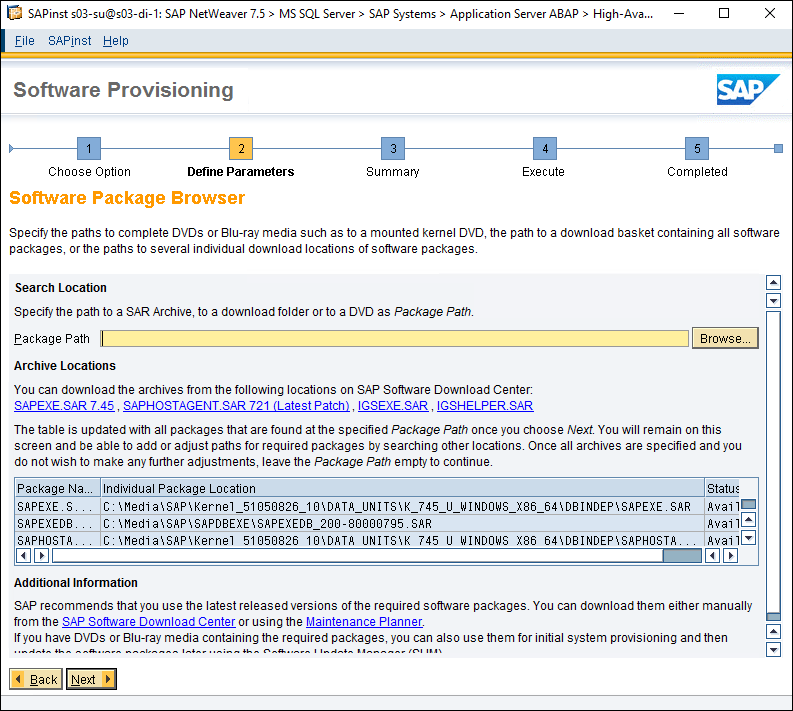 SAPinst s03-su@s03-di-1: SAP NetWeaver 7.5 > MS SQL Server > SAP Systems > Application Server ABAP > High-Ava...
File SAPinst Help
Software Provisioning
SAP
1 2 3 4 5
Choose Option Define Parameters Summary Execute Completed
Software Package Browser
Specify the paths to complete DVDs or Blu-ray media such as to a mounted kernel DVD, the path to a download basket containing all software
packages, or the paths to several individual download locations of software packages.
Search Location
Specify the path to a SAR Archive, to a download folder or to a DVD as Package Path.
Package Path Browse...
Archive Locations
You can download the archives from the following locations on SAP Software Download Center:
SAPEXE.SAR 7.45 , SAPHOSTAGENT.SAR 721 (Latest Patch) , IGSEXE.SAR , IGSHELPER.SAR
The table is updated with all packages that are found at the specified Package Path once you choose Next. You will remain on this
screen and be able to add or adjust paths for required packages by searching other locations. Once all archives are specified and you
do not wish to make any further adjustments, leave the Package Path empty to continue.
Package Na... Individual Package Location Status
SAPEXE.S... C:\Media\SAP\Kernel_51050826_10\DATA_UNITS\K_745_U_WINDOWS_X86_64\DBINDEP\SAPEXE.SAR Avail
SAPEXEDB... C:\Media\SAP\SAPDBEXE\SAPEXEDB_200-80000795.SAR Avail
SAPHOSTA... C:\Media\SAP\Kernel_51050826_10\DATA_UNITS\K_745_U_WINDOWS_X86_64\DBINDEP\SAPHOSTA... Avail
Additional Information
SAP recommends that you use the latest released versions of the required software packages. You can download them either manually
from the SAP Software Download Center or using the Maintenance Planner.
If you have DVDs or Blu-ray media containing the required packages, you can also use them for initial system provisioning and then
update the software packages later using the Software Update Manager (SUM).
Back Next